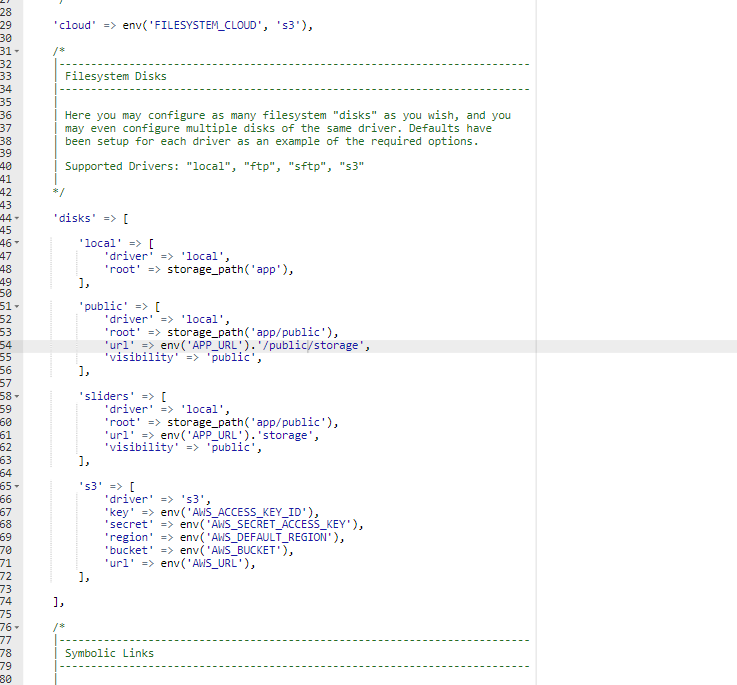 27 */
28
29 'cloud' => env('FILESYSTEM_CLOUD', 's3'),
30
31 /*
32 |--------------------------------------------------------------------------
33 | Filesystem Disks
34 |--------------------------------------------------------------------------
35 |
36 | Here you may configure as many filesystem "disks" as you wish, and you
37 | may even configure multiple disks of the same driver. Defaults have
38 | been setup for each driver as an example of the required options.
39 |
40 | Supported Drivers: "local", "ftp", "sftp", "s3"
41 |
42 */
43
44 'disks' => [
45
46 'local' => [
47 'driver' => 'local',
48 'root' => storage_path('app'),
49 ],
50
51 'public' => [
52 'driver' => 'local',
53 'root' => storage_path('app/public'),
54 'url' => env('APP_URL').'/public/storage',
55 'visibility' => 'public',
56 ],
57
58 'sliders' => [
59 'driver' => 'local',
60 'root' => storage_path('app/public'),
61 'url' => env('APP_URL').'storage',
62 'visibility' => 'public',
63 ],
64
65 's3' => [
66 'driver' => 's3',
67 'key' => env('AWS_ACCESS_KEY_ID'),
68 'secret' => env('AWS_SECRET_ACCESS_KEY'),
69 'region' => env('AWS_DEFAULT_REGION'),
70 'bucket' => env('AWS_BUCKET'),
71 'url' => env('AWS_URL'),
72 ],
73
74 ],
75
76 /*
77 |--------------------------------------------------------------------------
78 | Symbolic Links
79 |--------------------------------------------------------------------------
80 |